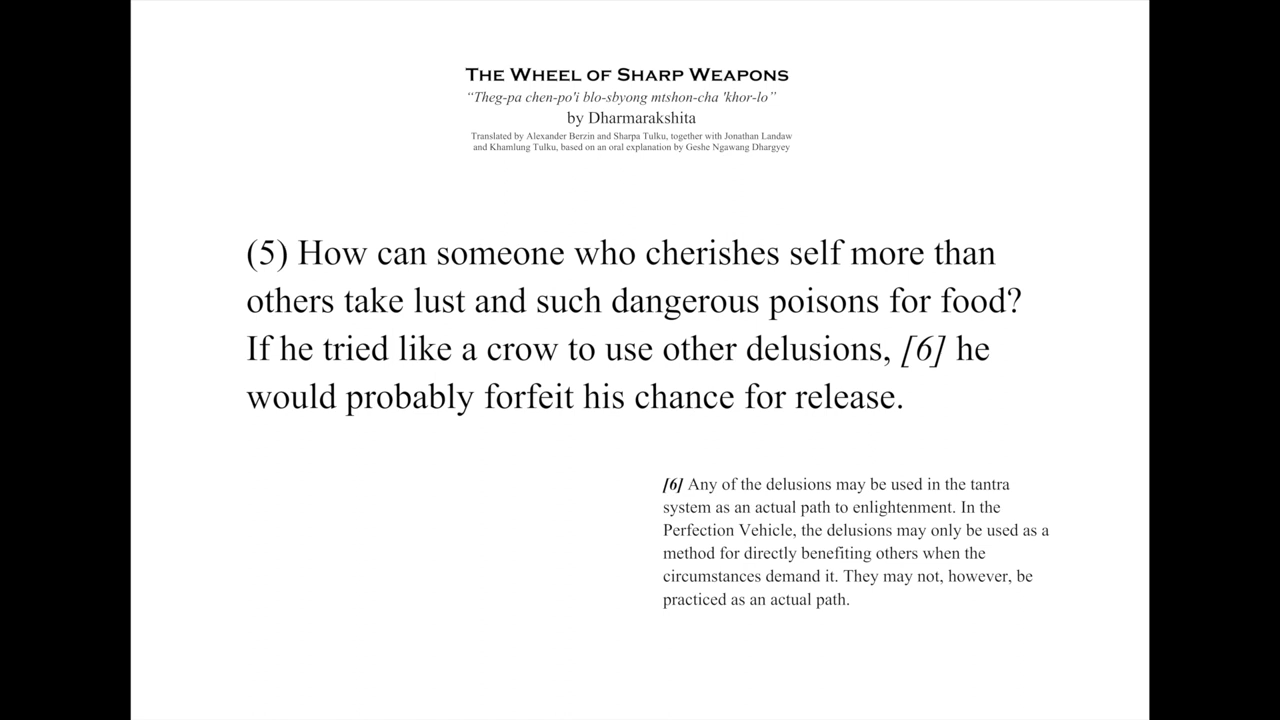 THE WHEEL OF SHARP WEAPONS
“Theg-pa chen-po'i blo-sbyong mtshon-cha 'khor-lo”
by Dharmarakshita
Translated by Alexander Berzin and Sharpa Tulku, together with Jonathan Landaw
and Khamlung Tulku, based on an oral explanation by Geshe Ngawang Dhargyey
(5) How can someone who cherishes self more than
others take lust and such dangerous poisons for food?
If he tried like a crow to use other delusions, [6] he
would probably forfeit his chance for release.
[6] Any of the delusions may be used in the tantra
system as an actual path to enlightenment. In the
Perfection Vehicle, the delusions may only be used as a
method for directly benefiting others when the
circumstances demand it. They may not, however, be
practiced as an actual path.